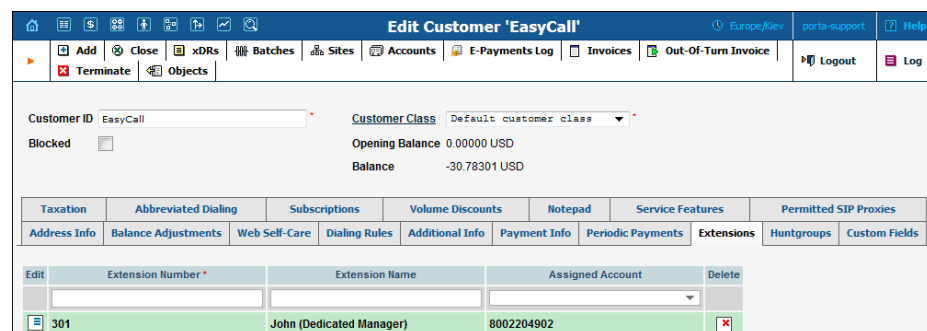 Edit Customer 'EasyCall'
Europe/Kiev
porta-support
Help
Add Close xDRs Batches Sites Accounts E-Payments Log Invoices Out-Of-Turn Invoice
Terminate Objects
Logout
Log
Customer ID EasyCall * Customer Class Default customer class *
Blocked Opening Balance 0.00000 USD
Balance -30.78301 USD
Taxation Abbreviated Dialing Subscriptions Volume Discounts Notepad Service Features Permitted SIP Proxies
Address Info Balance Adjustments Web Self-Care Dialing Rules Additional Info Payment Info Periodic Payments Extensions Huntgroups Custom Fields
Edit Extension Number * Extension Name Assigned Account Delete
301 John (Dedicated Manager) 8002204902